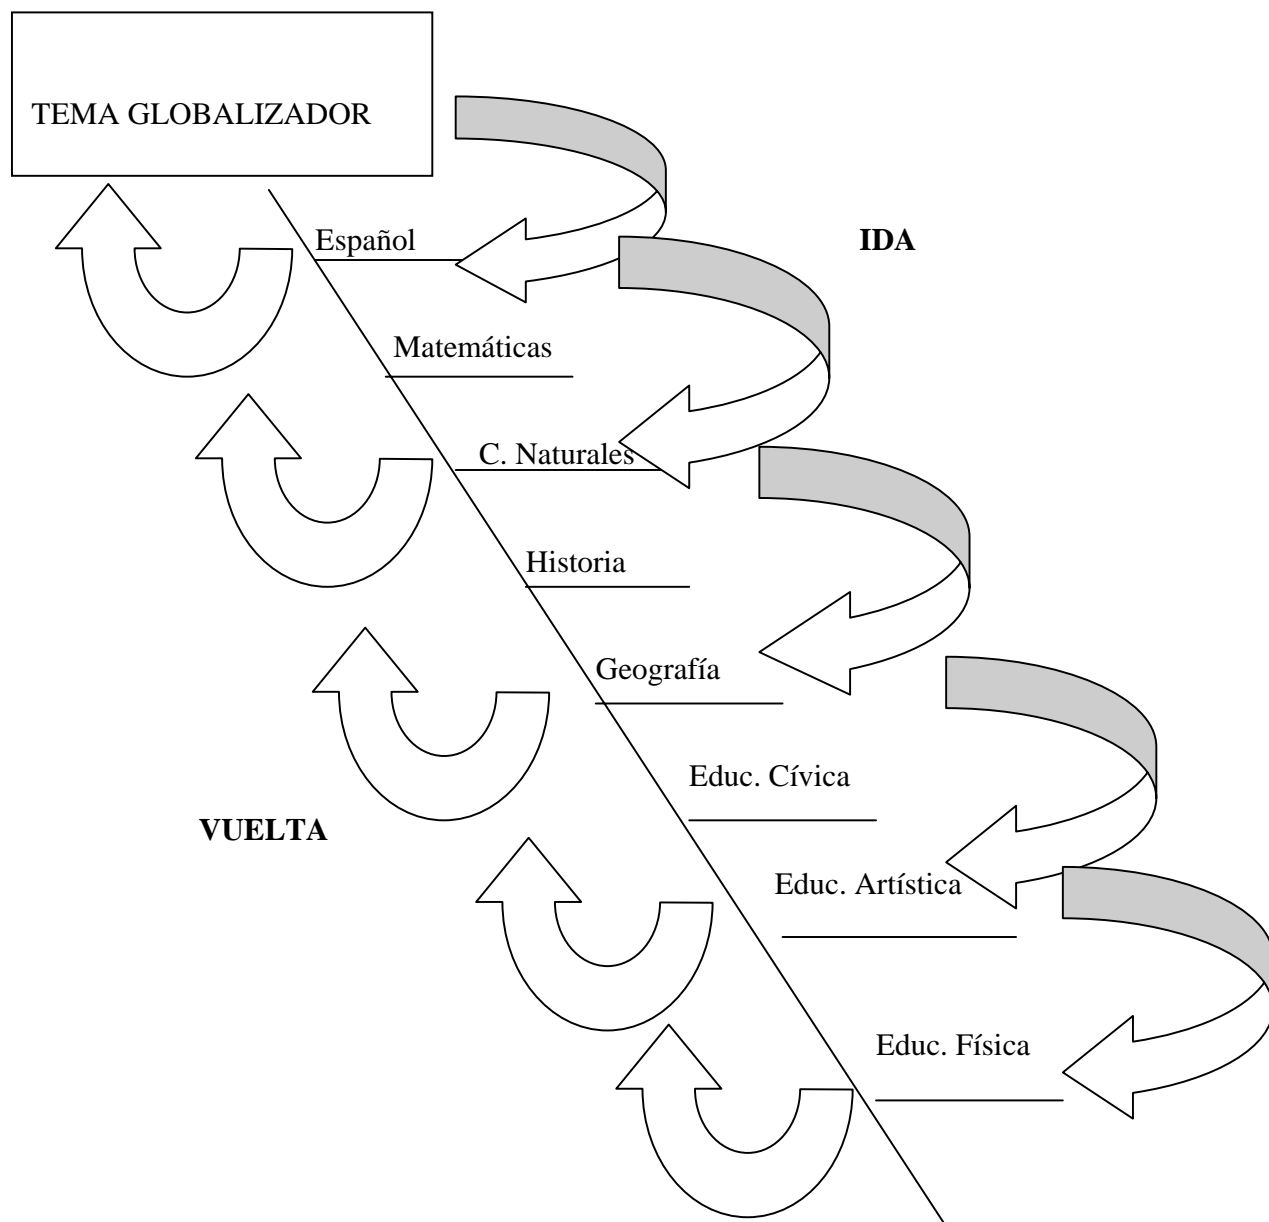 TEMA GLOBALIZADOR
Español
IDA
Matemáticas
C. Naturales
Historia
Geografía
Educ. Cívica
VUELTA
Educ. Artística
Educ. Física